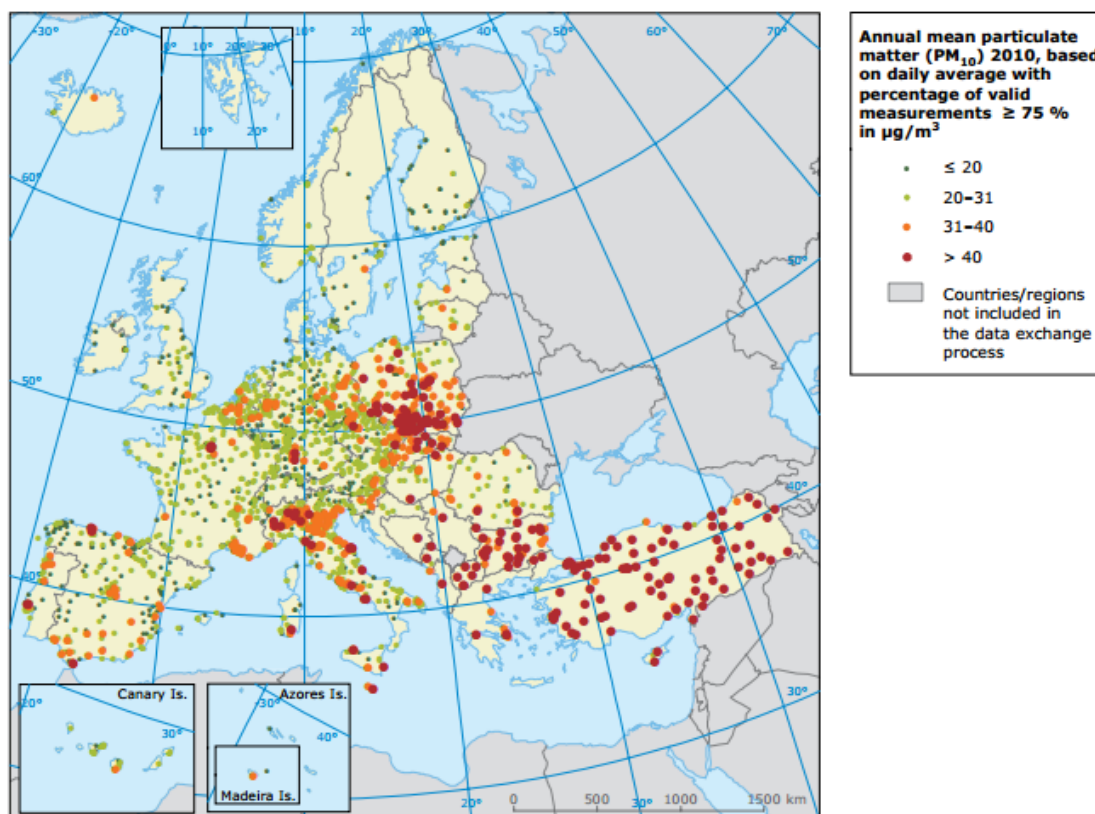 -30° -20° 0° 10° 20° 30° 30° 40° 50° 60° 70°
-10°
10° 20°
60°
50°
50°
40°
40°
Canary Is.
Azores Is.
-20°
-30°
30°
40°
30°
Madeira Is.
0 500 1000 1500 km
20° 30°
Annual mean particulate
matter (PM10) 2010, based
on daily average with
percentage of valid
measurements ≥ 75 %
in µg/m³
≤ 20
20–31
31–40
> 40
Countries/regions
not included in
the data exchange
process